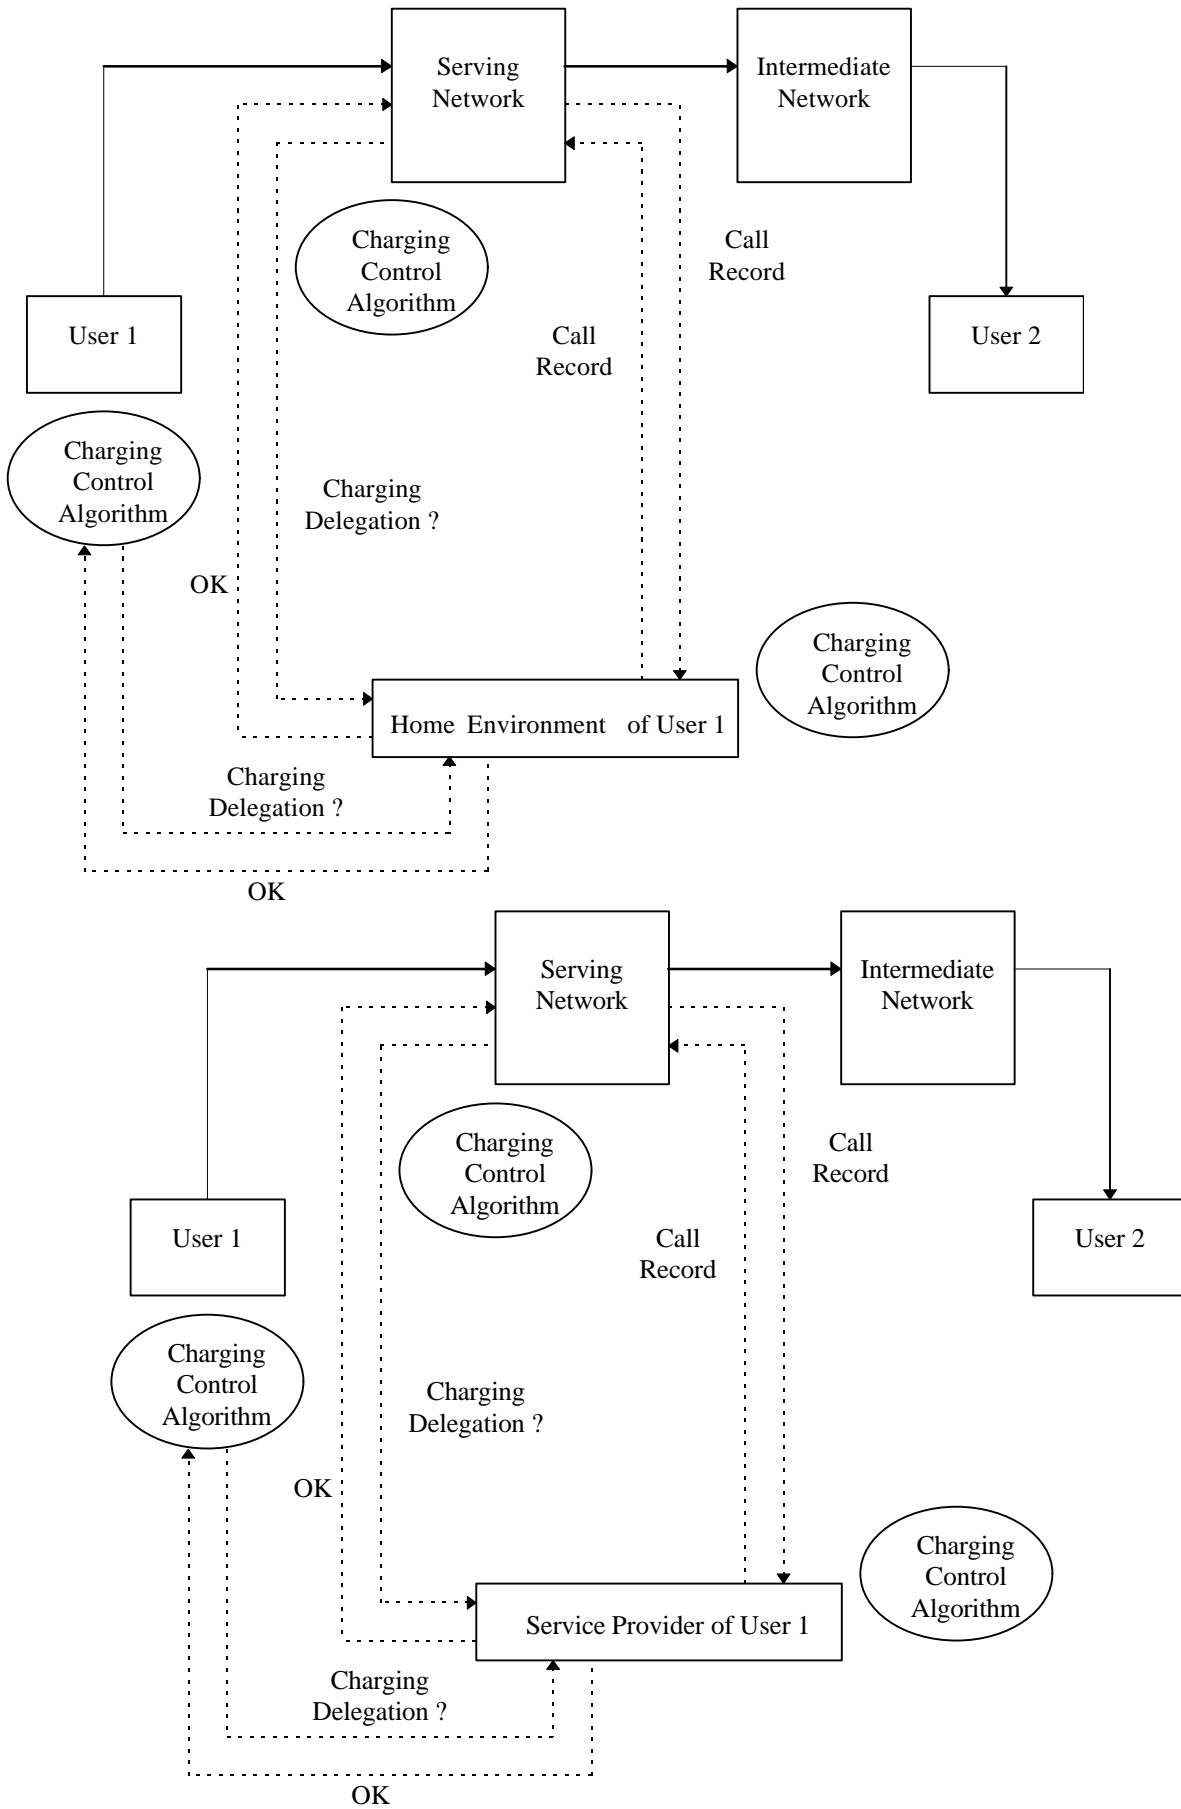 Serving
Network
Intermediate
Network
Charging
Control
Algorithm
Call
Record
User 1
Call
Record
User 2
Charging
Control
Algorithm
Charging
Delegation ?
OK
Charging
Control
Algorithm
Home Environment of User 1
Charging
Delegation ?
OK
Serving
Network
Intermediate
Network
Charging
Control
Algorithm
Call
Record
User 1
Call
Record
User 2
Charging
Control
Algorithm
Charging
Delegation ?
OK
Charging
Control
Algorithm
Service Provider of User 1
Charging
Delegation ?
OK